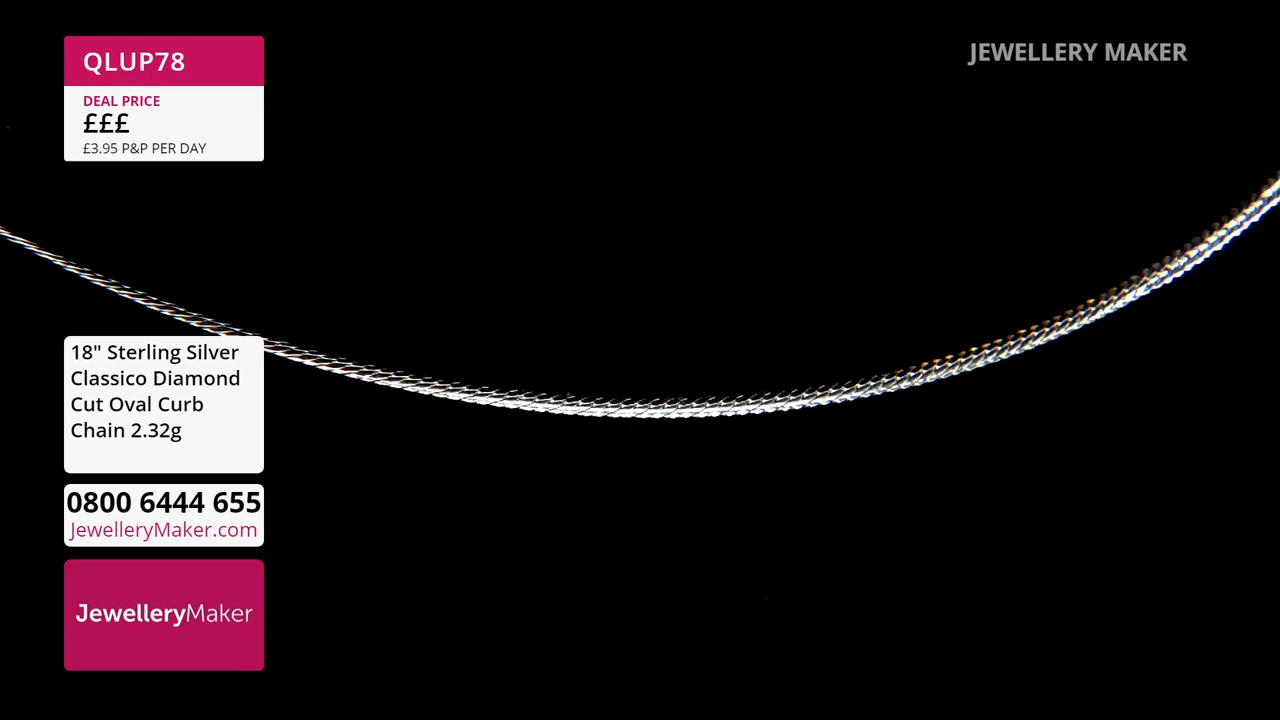 QLUP78
DEAL PRICE
£££
£3.95 P&P PER DAY
JEWELLERY MAKER
18" Sterling Silver
Classico Diamond
Cut Oval Curb
Chain 2.32g
0800 6444 655
JewelleryMaker.com
JewelleryMaker